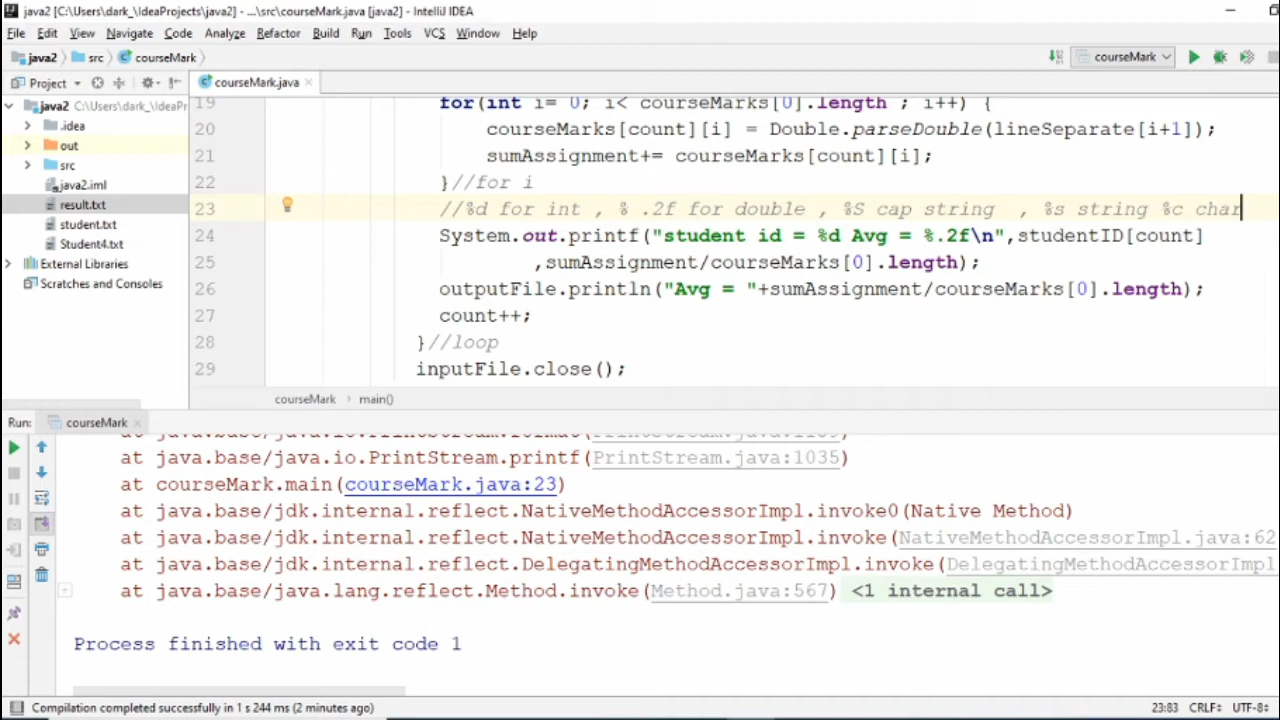 java2 [C:\Users\dark_\IdeaProjects\java2] - ...\src\courseMark.java [java2] - IntelliJ IDEA
File Edit View Navigate Code Analyze Refactor Build Run Tools VCS Window Help
java2 src courseMark courseMark
Project courseMark.java
java2 C:\Users\dark_\IdeaPr
.idea
out
src
java2.iml
result.txt
student.txt
Student4.txt
External Libraries
Scratches and Consoles
19 for(int i= 0; i< courseMarks[0].length ; i++) {
20 courseMarks[count][i] = Double.parseDouble(lineSeparate[i+1]);
21 sumAssignment+= courseMarks[count][i];
22 }//for i
23 //%d for int , % .2f for double , %S cap string , %s string %c char
24 System.out.printf("student id = %d Avg = %.2f\n",studentID[count]
25 ,sumAssignment/courseMarks[0].length);
26 outputFile.println("Avg = "+sumAssignment/courseMarks[0].length);
27 count++;
28 }//loop
29 inputFile.close();
courseMark > main()
Run: courseMark
at java.base/java.io.PrintStream.format(
at java.base/java.io.PrintStream.printf(PrintStream.java:1035)
at courseMark.main(courseMark.java:23)
at java.base/jdk.internal.reflect.NativeMethodAccessorImpl.invoke0(Native Method)
at java.base/jdk.internal.reflect.NativeMethodAccessorImpl.invoke(NativeMethodAccessorImpl.java:62
at java.base/jdk.internal.reflect.DelegatingMethodAccessorImpl.invoke(DelegatingMethodAccessorImpl
at java.base/java.lang.reflect.Method.invoke(Method.java:567) <1 internal call>
Process finished with exit code 1
Compilation completed successfully in 1 s 244 ms (2 minutes ago) 23:83 CRLF UTF-8